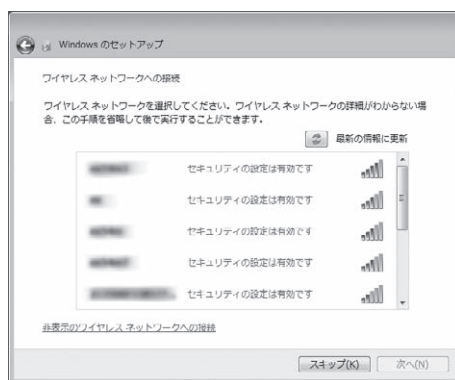 Windows のセットアップ
ワイヤレス ネットワークへの接続
ワイヤレス ネットワークを選択してください。ワイヤレス ネットワークの詳細がわからない場
合、この手順を省略して後で実行することができます。
最新の情報に更新
セキュリティの設定は有効です
セキュリティの設定は有効です
セキュリティの設定は有効です
セキュリティの設定は有効です
セキュリティの設定は有効です
非表示のワイヤレス ネットワークへの接続
スキップ(K)
次へ(N)